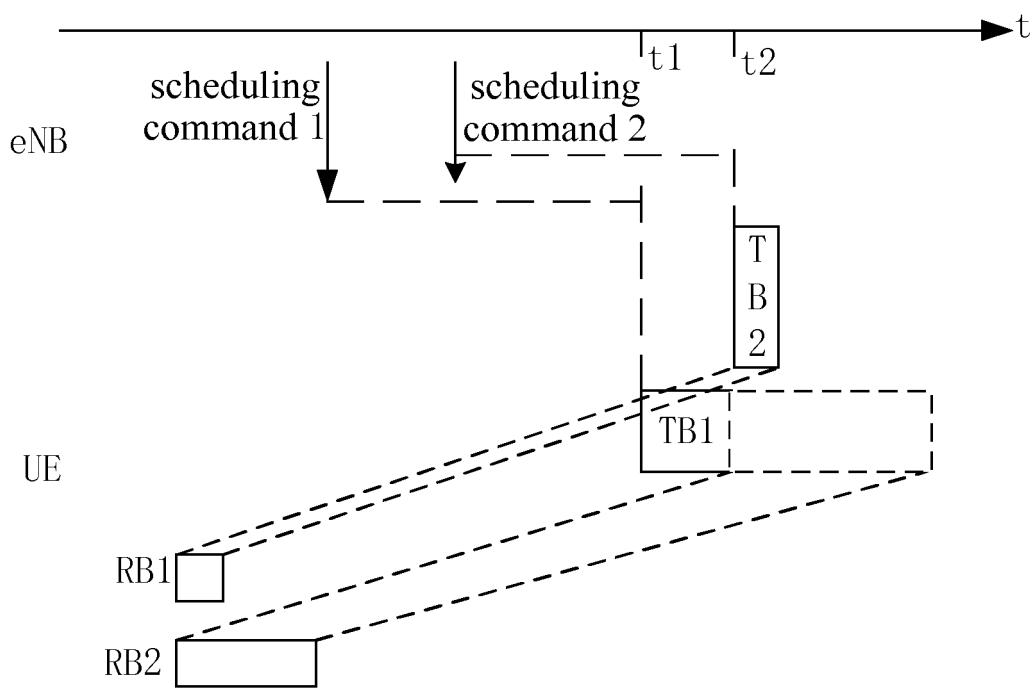 t
t1
t2
scheduling
command 1
scheduling
command 2
eNB
T
B
2
TB1
UE
RB1
RB2